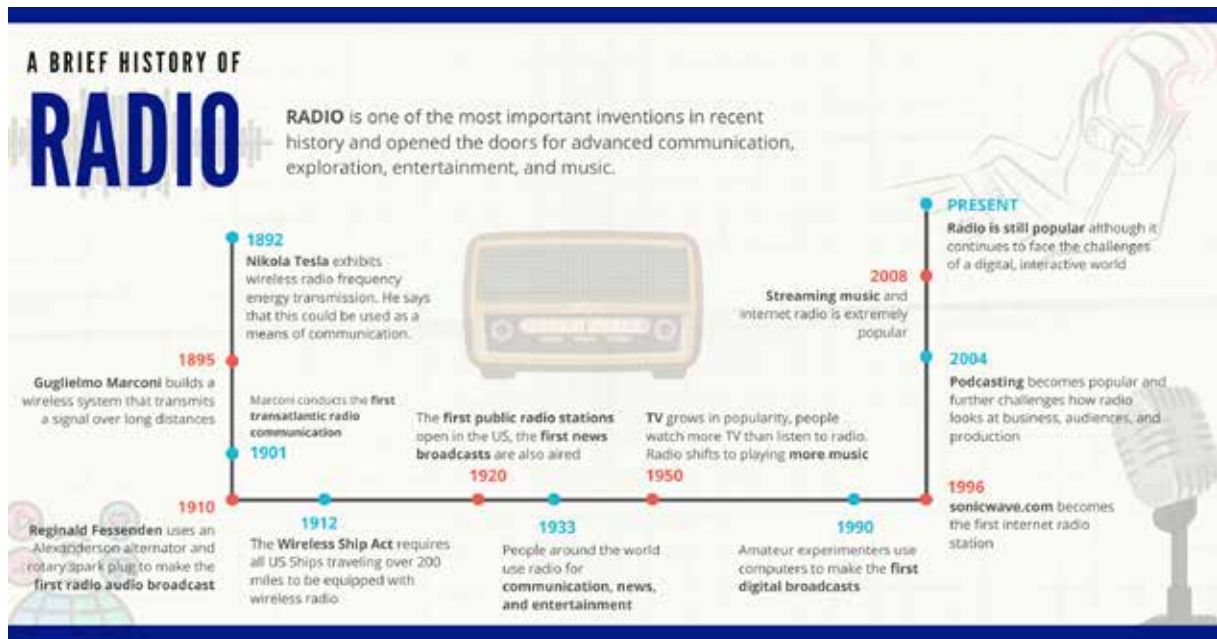 A BRIEF HISTORY OF
RADIO
RADIO is one of the most important inventions in recent
history and opened the doors for advanced communication,
exploration, entertainment, and music.
1892
Nikola Tesla exhibits
wireless radio frequency
energy transmission. He says
that this could be used as a
means of communication.
1895
Guglielmo Marconi builds a
wireless system that transmits
a signal over long distances
Marconi conducts the first
transatlantic radio
communication
1901
1910
Reginald Fessenden uses an
Alexanderson alternator and
rotary spark plug to make the
first radio audio broadcast
1912
The Wireless Ship Act requires
all US Ships traveling over 200
miles to be equipped with
wireless radio
The first public radio stations
open in the US, the first news
broadcasts are also aired
1920
1933
People around the world
use radio for
communication, news,
and entertainment
TV grows in popularity, people
watch more TV than listen to radio.
Radio shifts to playing more music
1950
1990
Amateur experimenters use
computers to make the first
digital broadcasts
1996
sonicwave.com becomes
the first internet radio
station
2004
Podcasting becomes popular and
further challenges how radio
looks at business, audiences, and
production
2008
Streaming music and
internet radio is extremely
popular
PRESENT
Radio is still popular although it
continues to face the challenges
of a digital, interactive world